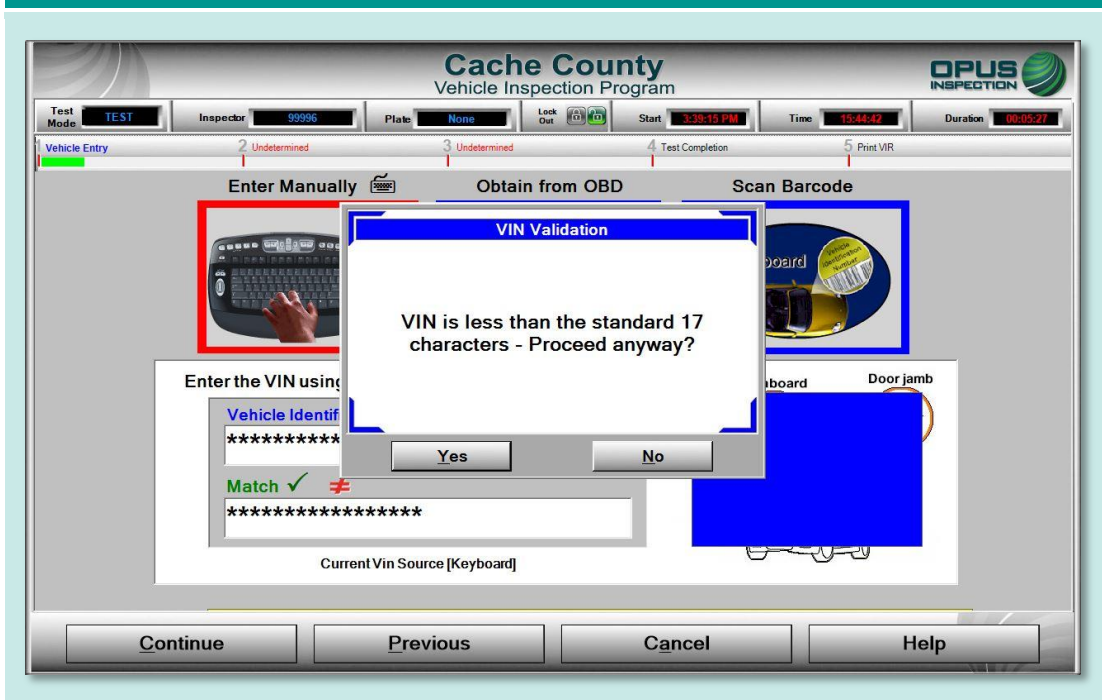 Cache County
Vehicle Inspection Program
OPUS
INSPECTION
Test Mode TEST Inspector 99996 Plate None Lock Out Start 3:39:15 PM Time 15:44:42 Duration 00:05:27
1 Vehicle Entry 2 Undetermined 3 Undetermined 4 Test Completion 5 Print VIR
Enter Manually Obtain from OBD Scan Barcode
Vehicle Identification Number
VIN Validation
VIN is less than the standard 17
characters - Proceed anyway?
Yes No
Enter the VIN using
Door jamb
Vehicle Identif
**********
Match ✓ ≠
*****************
Current Vin Source [Keyboard]
Continue Previous Cancel Help